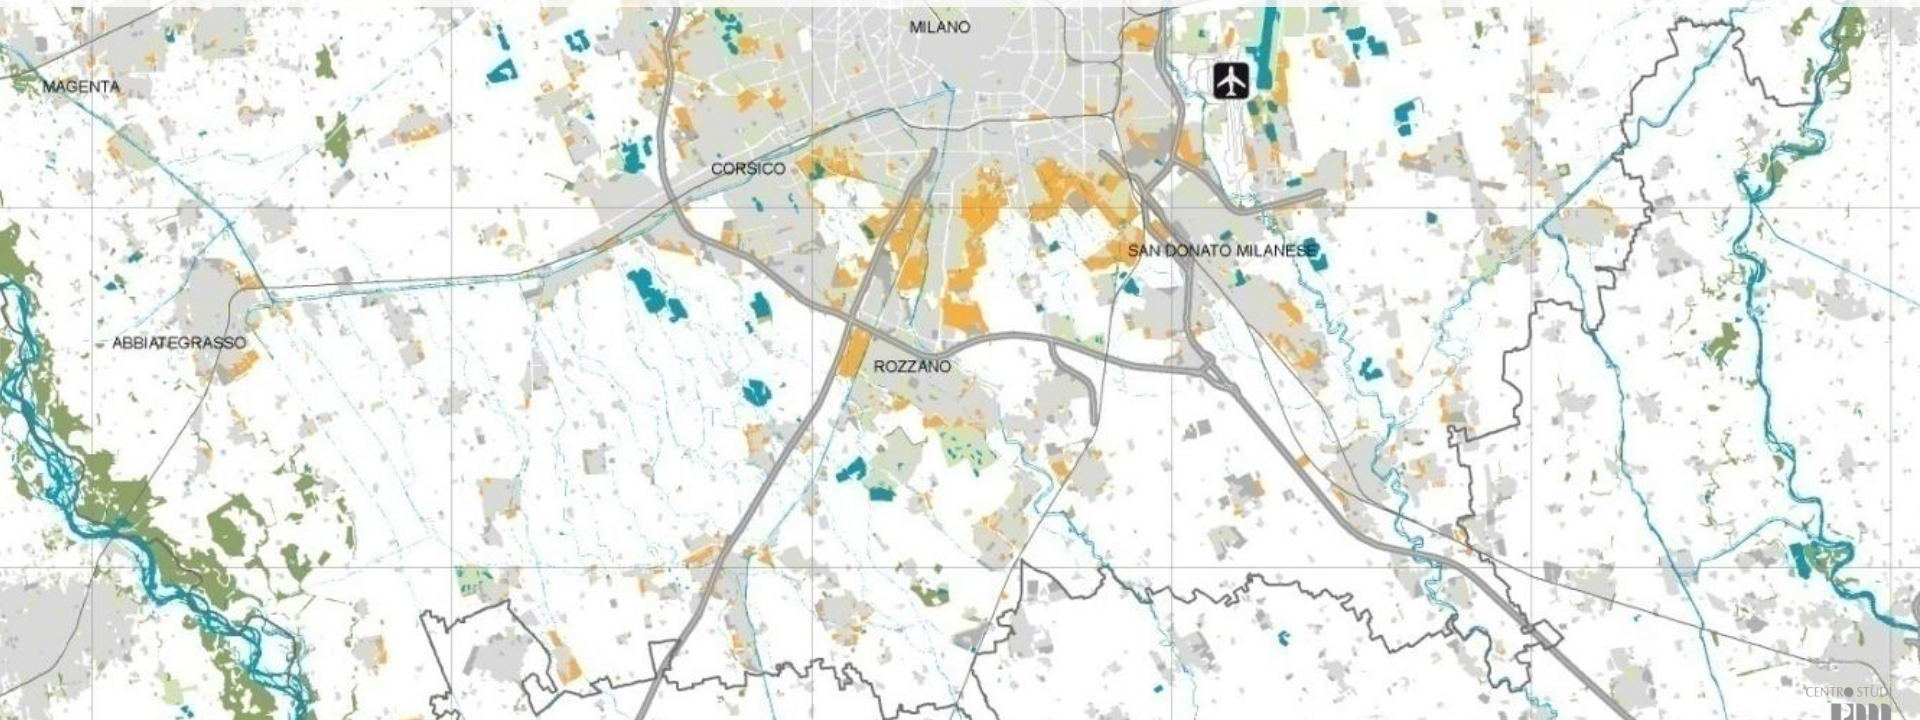 MILANO
MAGENTA
CORSICO
SAN DONATO MILANESE
ABBIATEGRASSO
ROZZANO
CENTRO STUDI